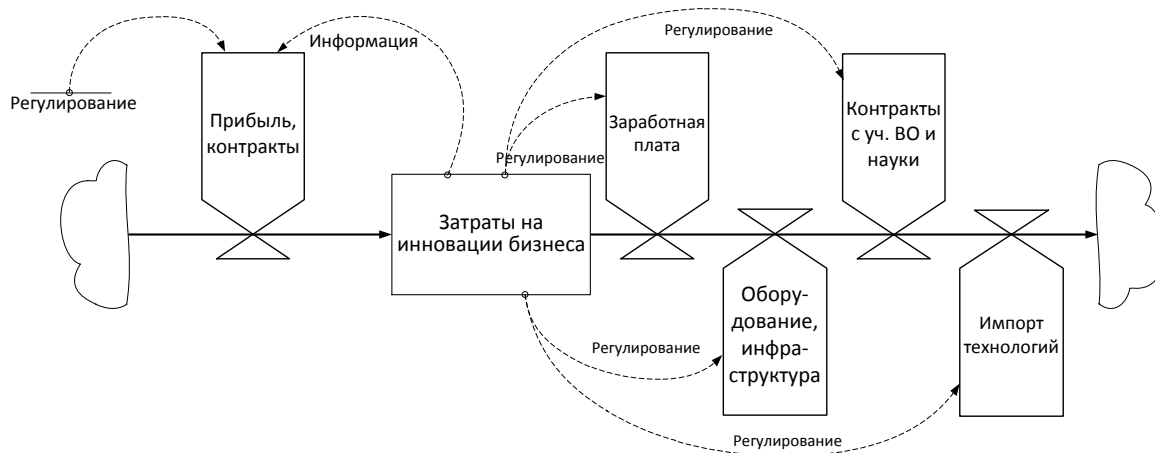 Информация
Регулирование
Регулирование
Прибыль,
контракты
Заработная
плата
Контракты
с уч. ВО и
науки
Регулирование
Затраты на
инновации бизнеса
Обору-
дование,
инфра-
структура
Импорт
технологий
Регулирование
Регулирование